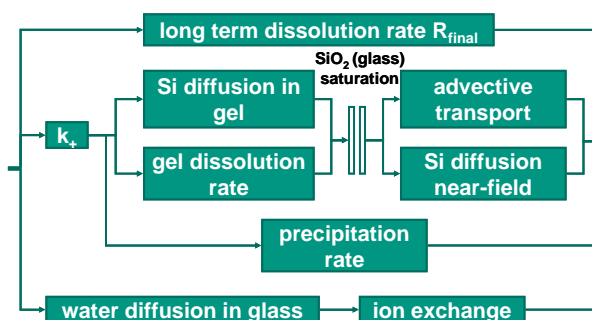 long term dissolution rate R_final
SiO₂ (glass)
saturation
Si diffusion in
gel
advective
transport
k₊
gel dissolution
rate
Si diffusion
near-field
precipitation
rate
water diffusion in glass
ion exchange